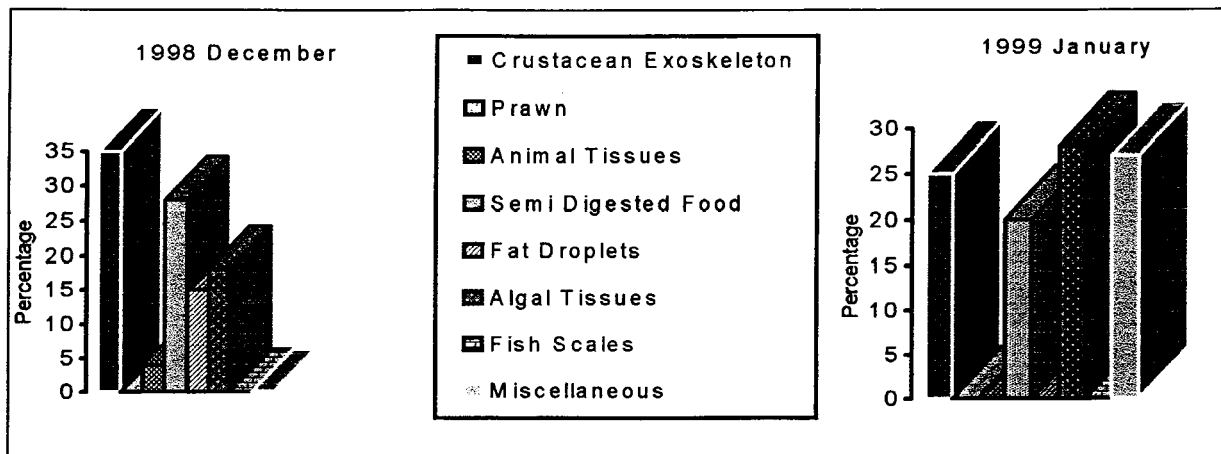 1998 December
Percentage
35
30
25
20
15
10
5
0
Crustacean Exoskeleton
Prawn
Animal Tissues
Semi Digested Food
Fat Droplets
Algal Tissues
Fish Scales
Miscellaneous
1999 January
Percentage
30
25
20
15
10
5
0